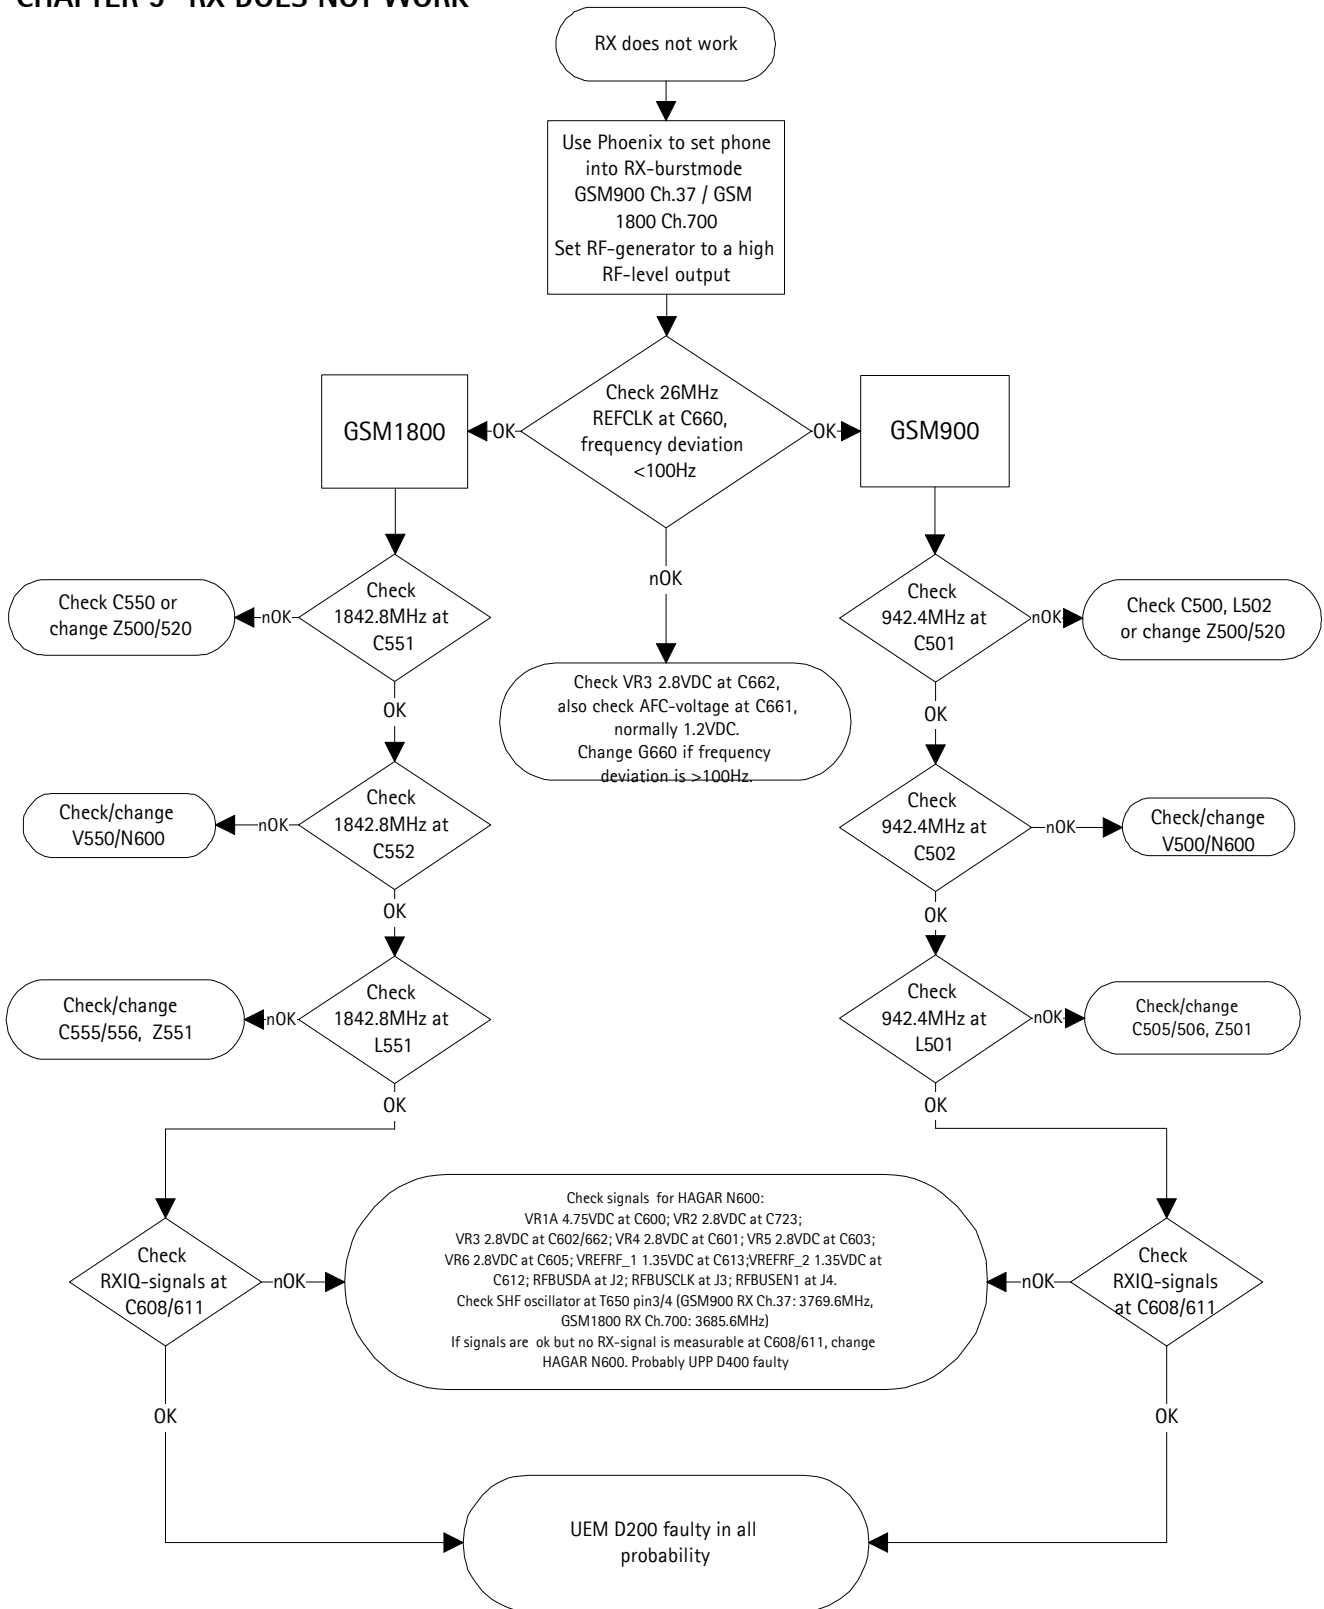 CHAPTER 5 RX DOES NOT WORK
RX does not work
Use Phoenix to set phone
into RX-burstmode
GSM900 Ch.37 / GSM
1800 Ch.700
Set RF-generator to a high
RF-level output
Check 26MHz
REFCLK at C660,
frequency deviation
<100Hz
OK
OK
nOK
GSM1800
GSM900
Check VR3 2.8VDC at C662,
also check AFC-voltage at C661,
normally 1.2VDC.
Change G660 if frequency
deviation is >100Hz.
Check
1842.8MHz at
C551
nOK
Check C550 or
change Z500/520
OK
Check
1842.8MHz at
C552
nOK
Check/change
V550/N600
OK
Check
1842.8MHz at
L551
nOK
Check/change
C555/556, Z551
OK
Check
RXIQ-signals at
C608/611
nOK
OK
Check
942.4MHz at
C501
nOK
Check C500, L502
or change Z500/520
OK
Check
942.4MHz at
C502
nOK
Check/change
V500/N600
OK
Check
942.4MHz at
L501
nOK
Check/change
C505/506, Z501
OK
Check
RXIQ-signals
at C608/611
nOK
OK
Check signals for HAGAR N600:
VR1A 4.75VDC at C600; VR2 2.8VDC at C723;
VR3 2.8VDC at C602/662; VR4 2.8VDC at C601; VR5 2.8VDC at C603;
VR6 2.8VDC at C605; VREFRF_1 1.35VDC at C613;VREFRF_2 1.35VDC at
C612; RFBUSDA at J2; RFBUSCLK at J3; RFBUSEN1 at J4.
Check SHF oscillator at T650 pin3/4 (GSM900 RX Ch.37: 3769.6MHz,
GSM1800 RX Ch.700: 3685.6MHz)
If signals are ok but no RX-signal is measurable at C608/611, change
HAGAR N600. Probably UPP D400 faulty
UEM D200 faulty in all
probability